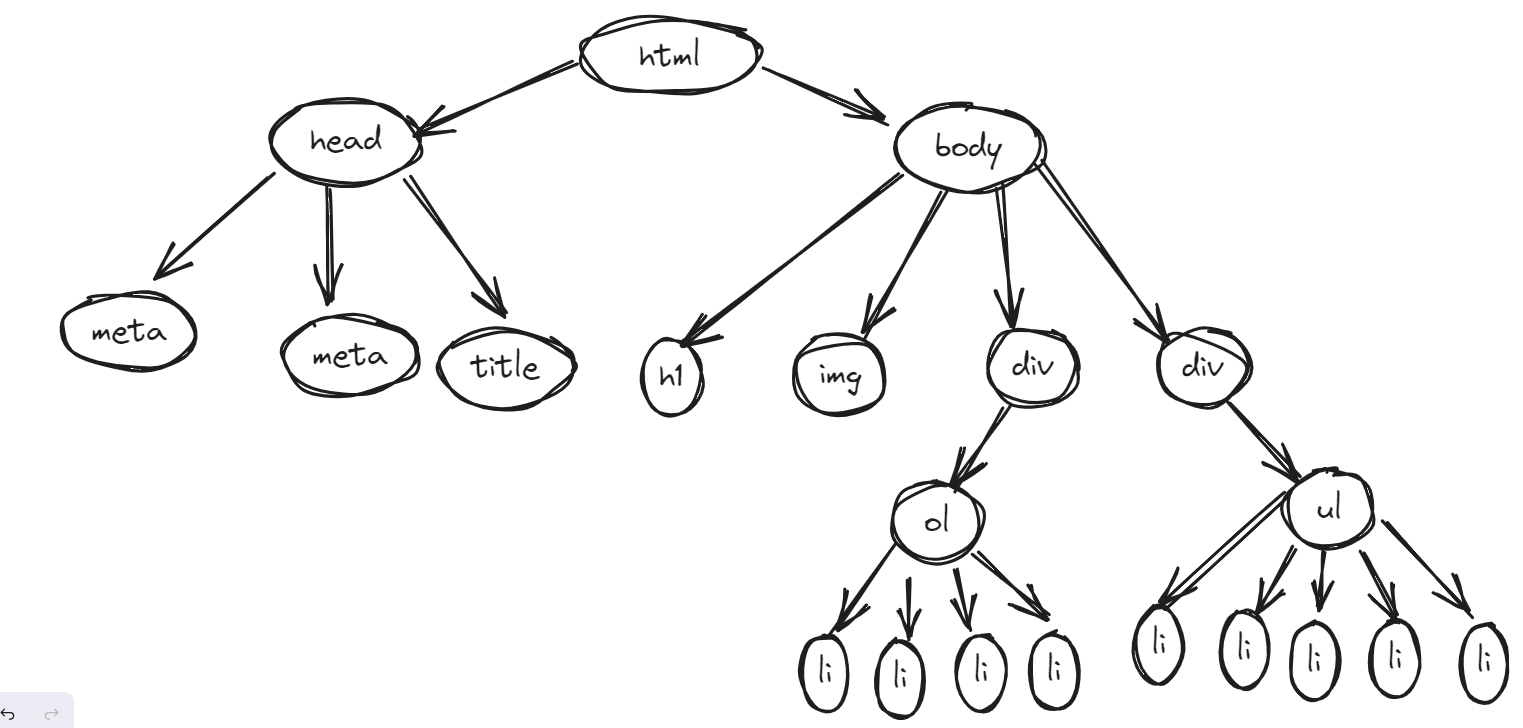 html
head
body
meta
meta
title
h1
img
div
div
ol
ul
li
li
li
li
li
li
li
li
li